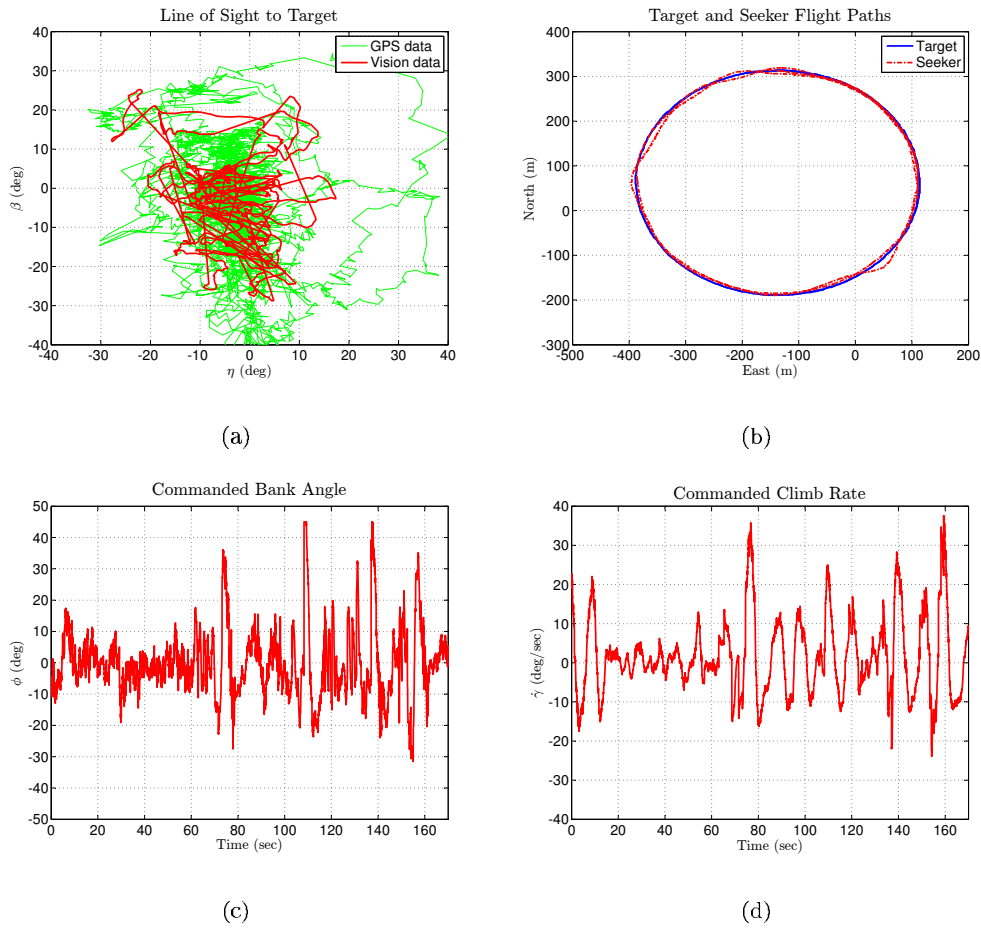 Line of Sight to Target
GPS data
Vision data
40
30
20
10
0
-10
-20
-30
-40
β (deg)
-40 -30 -20 -10 0 10 20 30 40
η (deg)
(a)
Target and Seeker Flight Paths
Target
Seeker
400
300
200
100
0
-100
-200
-300
North (m)
-500 -400 -300 -200 -100 0 100 200
East (m)
(b)
Commanded Bank Angle
50
40
30
20
10
0
-10
-20
-30
-40
-50
ϕ (deg)
0 20 40 60 80 100 120 140 160
Time (sec)
(c)
Commanded Climb Rate
40
30
20
10
0
-10
-20
-30
-40
γ̇ (deg/sec)
0 20 40 60 80 100 120 140 160
Time (sec)
(d)